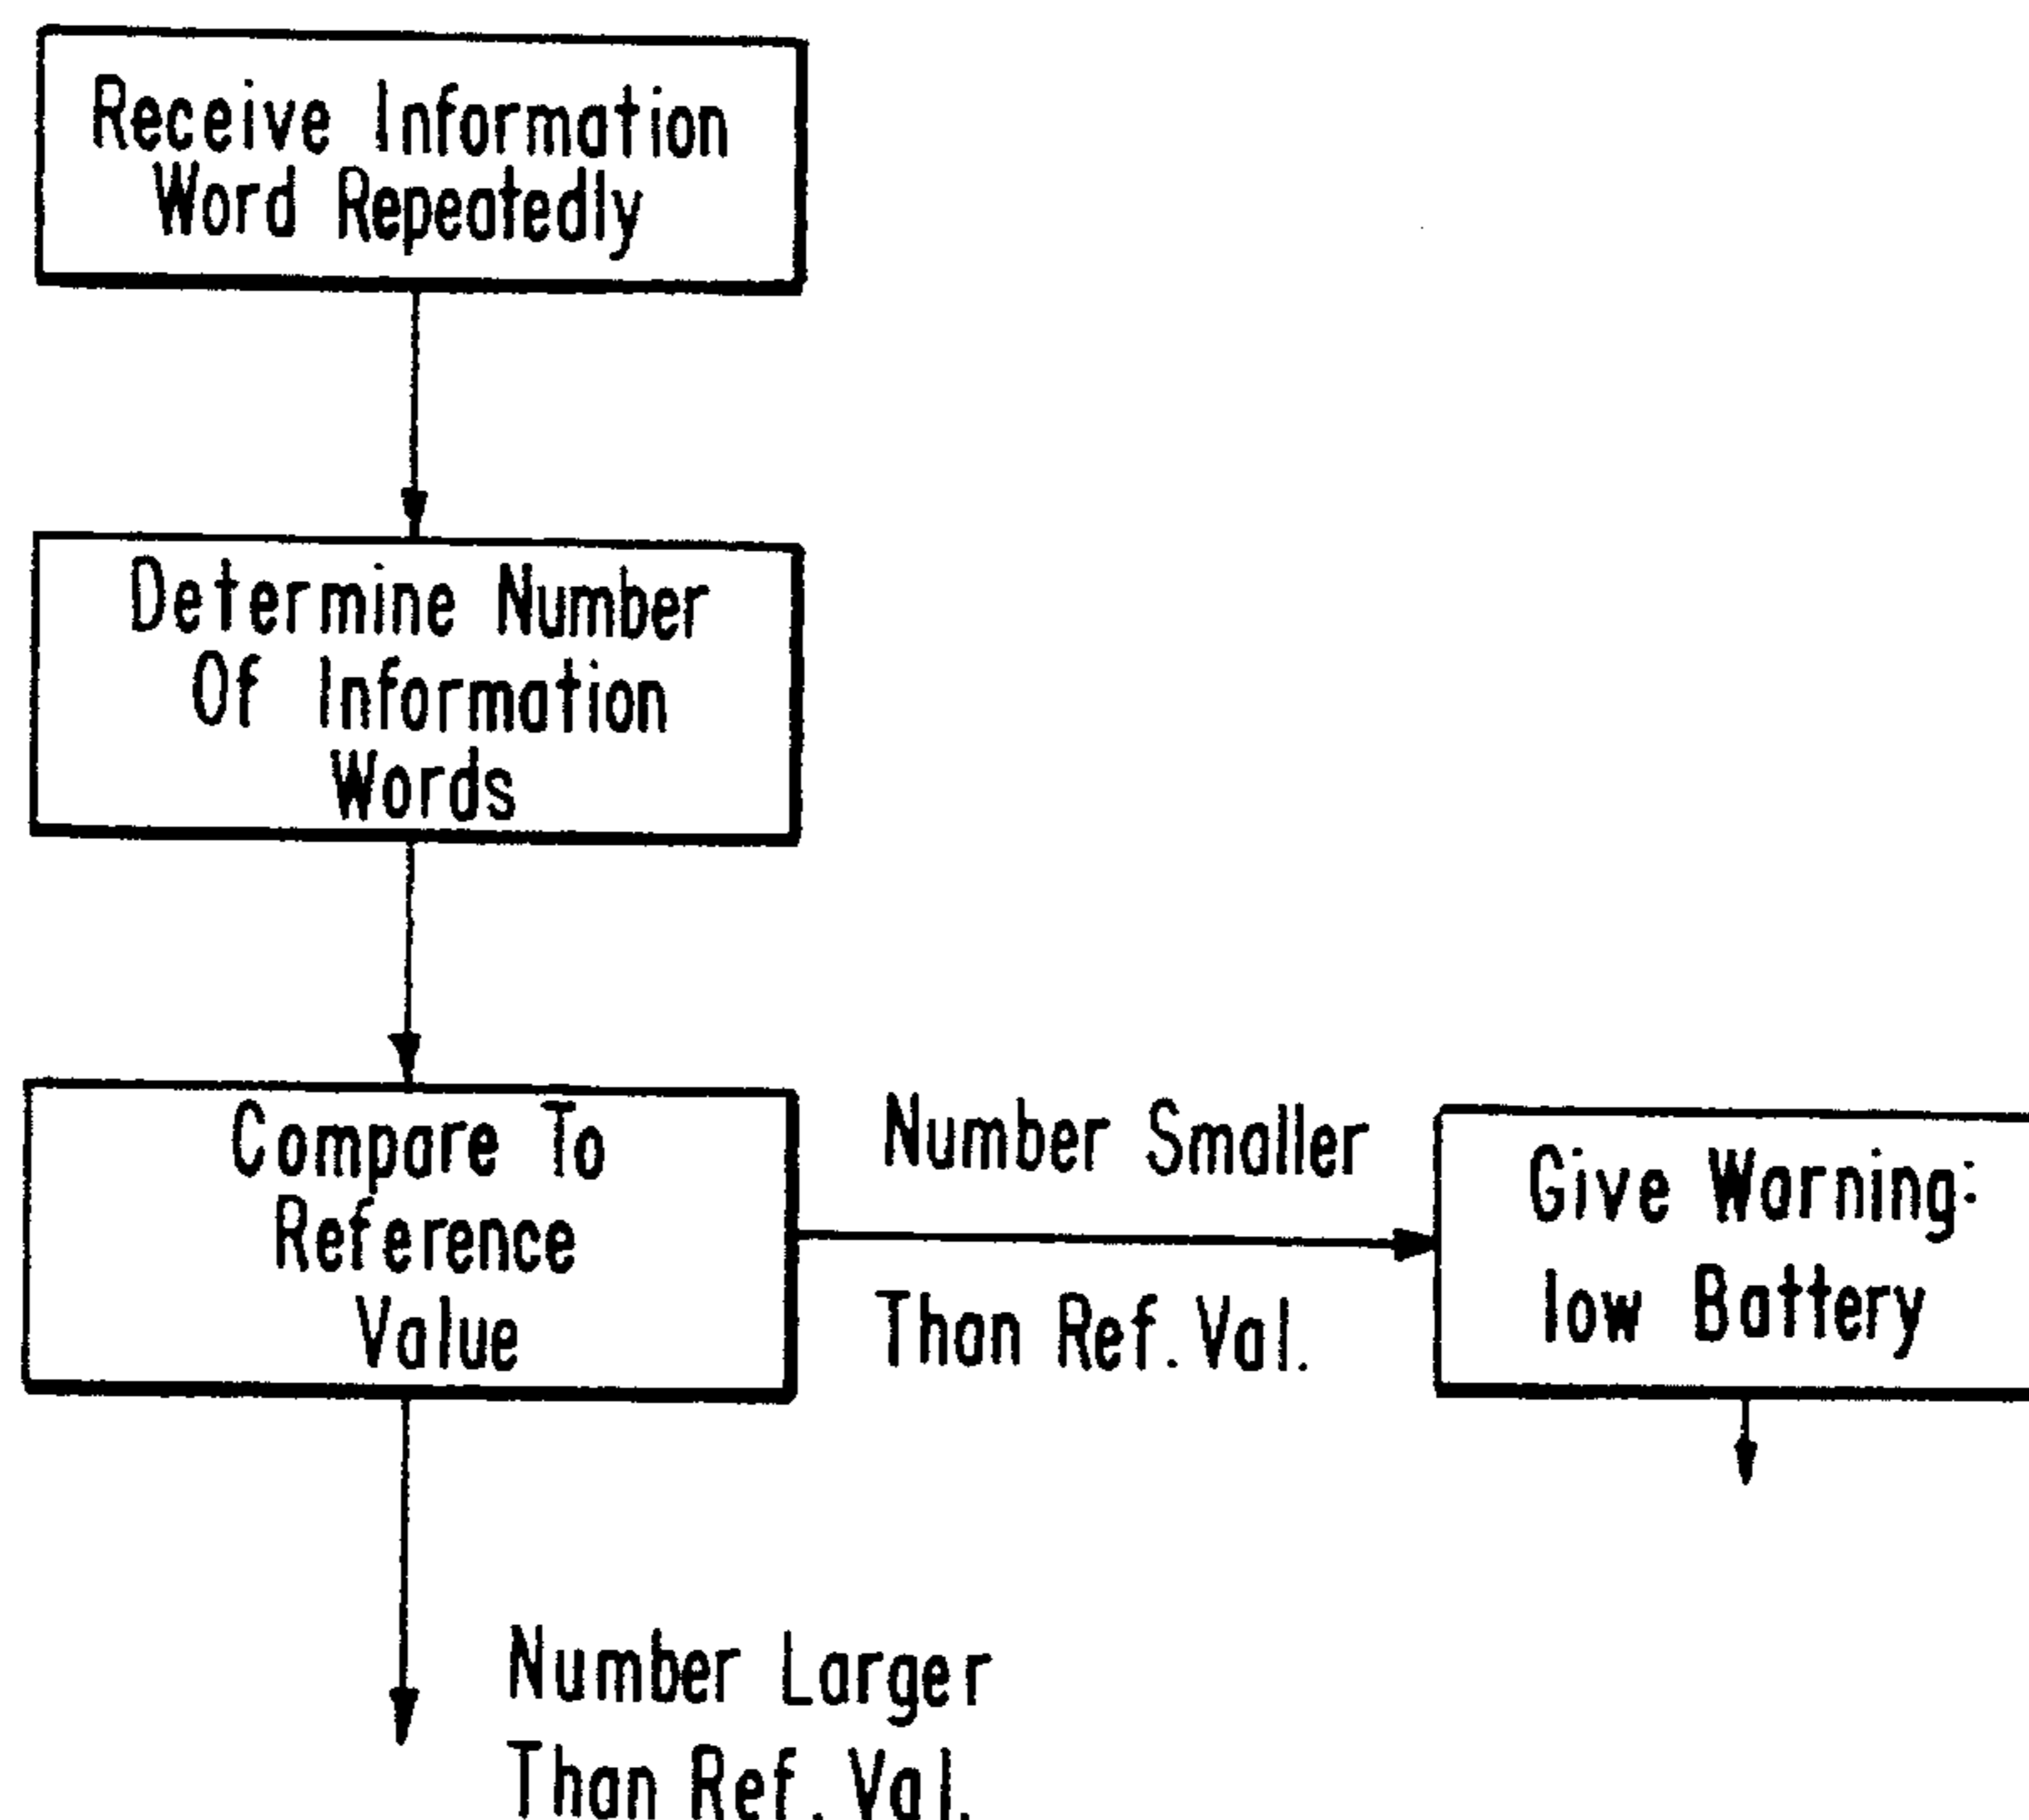 Receive Information
Word Repeatedly
Determine Number
Of Information
Words
Compare To
Reference
Value
Number Smaller
Than Ref. Val.
Give Warning:
low Battery
Number Larger
Than Ref. Val.